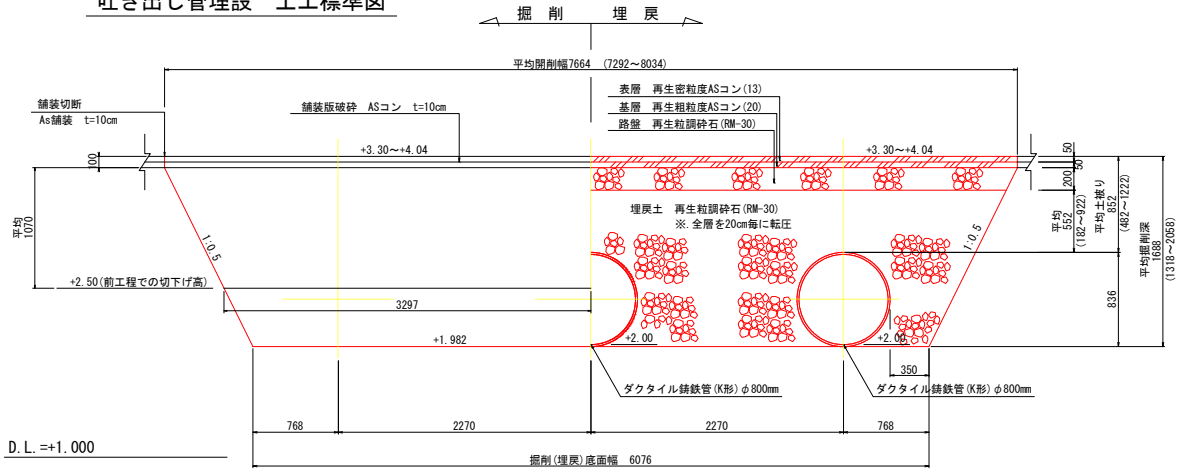 吐き出し管理設 土工標準図
掘 削 埋 戻
平均開削幅7664 (7292～8034)
舗装切断
As舗装 t=10cm
舗装版破砕 ASコン t=10cm
表層 再生密粒度ASコン(13)
基層 再生粗粒度ASコン(20)
路盤 再生粒調砕石(RM-30)
+3.30～+4.04
+3.30～+4.04
100
50
50
200
平均
1070
1:0.5
埋戻土 再生粒調砕石(RM-30)
※.全層を20cm毎に転圧
1:0.5
平均
552
(182～922)
平均土被り
852
(482～1222)
平均掘削深
1688
(1318～2058)
836
+2.50(前工程での切下げ高)
3297
+1.982
+2.00
+2.00
350
ダクタイル鋳鉄管(K形)φ800mm
ダクタイル鋳鉄管(K形)φ800mm
768
2270
2270
768
D.L.=+1.000
掘削(埋戻)底面幅 6076